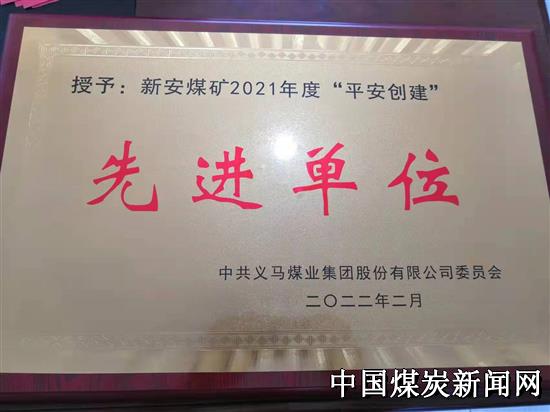 授予：新安煤矿2021年度“平安创建”
先进单位
中共义马煤业集团股份有限公司委员会
二〇二二年二月
中国煤炭新闻网